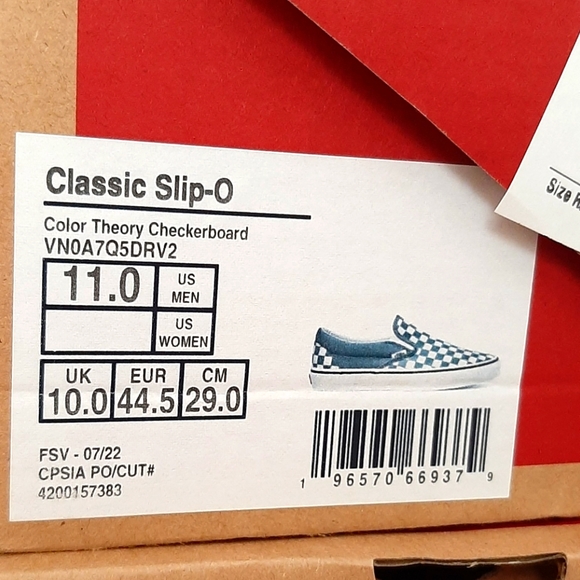 Classic Slip-O
Color Theory Checkerboard
VN0A7Q5DRV2
11.0 US MEN
US WOMEN
UK EUR CM
10.0 44.5 29.0
FSV - 07/22
CPSIA PO/CUT#
4200157383
1 96570 66937 9
Size